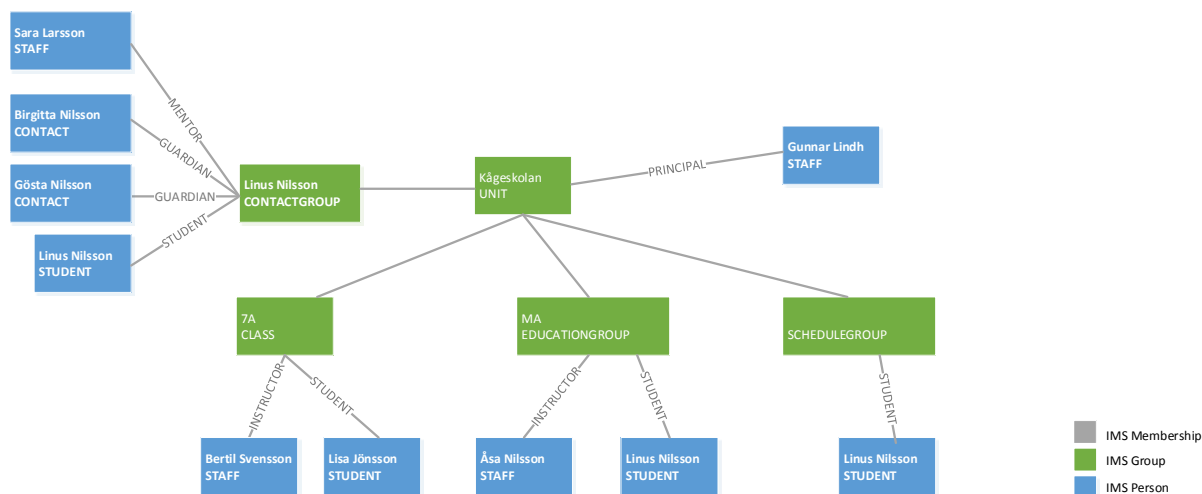 Sara Larsson
STAFF
Birgitta Nilsson
CONTACT
Gösta Nilsson
CONTACT
Linus Nilsson
STUDENT
MENTOR
GUARDIAN
GUARDIAN
STUDENT
Linus Nilsson
CONTACTGROUP
Kågeskolan
UNIT
PRINCIPAL
Gunnar Lindh
STAFF
7A
CLASS
MA
EDUCATIONGROUP
SCHEDULEGROUP
INSTRUCTOR
STUDENT
INSTRUCTOR
STUDENT
STUDENT
Bertil Svensson
STAFF
Lisa Jönsson
STUDENT
Åsa Nilsson
STAFF
Linus Nilsson
STUDENT
Linus Nilsson
STUDENT
IMS Membership
IMS Group
IMS Person